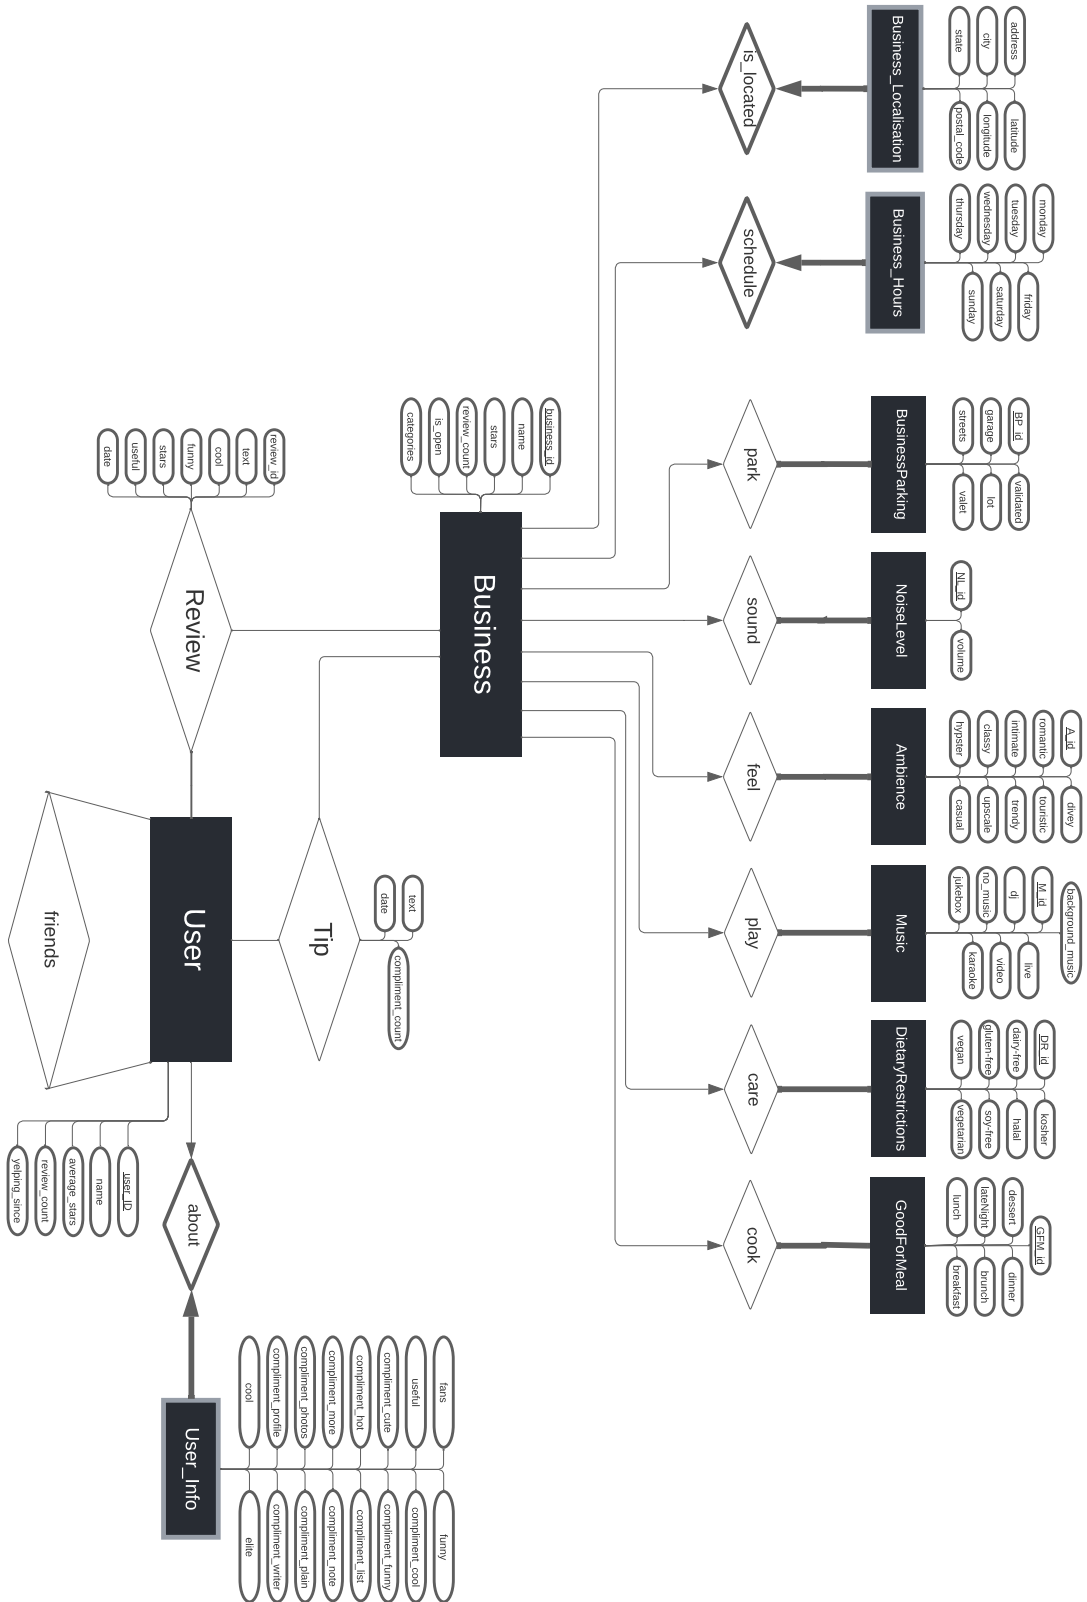 address
city
state
latitude
longitude
postal_code
Business_Localisation
is_located
monday
tuesday
wednesday
thursday
friday
saturday
sunday
Business_Hours
schedule
BP_id
garage
streets
validated
lot
valet
BusinessParking
park
NL_id
volume
NoiseLevel
sound
A_id
romantic
intimate
classy
hypster
divey
touristic
trendy
upscale
casual
Ambience
feel
background_music
M_id
dj
no_music
jukebox
live
video
karaoke
Music
play
DR_id
dairy-free
gluten-free
vegan
kosher
halal
soy-free
vegetarian
DietaryRestrictions
care
GFM_id
dessert
lateNight
lunch
dinner
brunch
breakfast
GoodForMeal
cook
business_id
name
stars
review_count
is_open
categories
Business
review_id
text
cool
funny
stars
useful
date
Review
text
date
compliment_count
Tip
User
friends
user_ID
name
average_stars
review_count
yelping_since
about
fans
useful
compliment_cute
compliment_hot
compliment_more
compliment_photos
compliment_profile
cool
funny
compliment_cool
compliment_funny
compliment_list
compliment_note
compliment_plain
compliment_writer
elite
User_Info